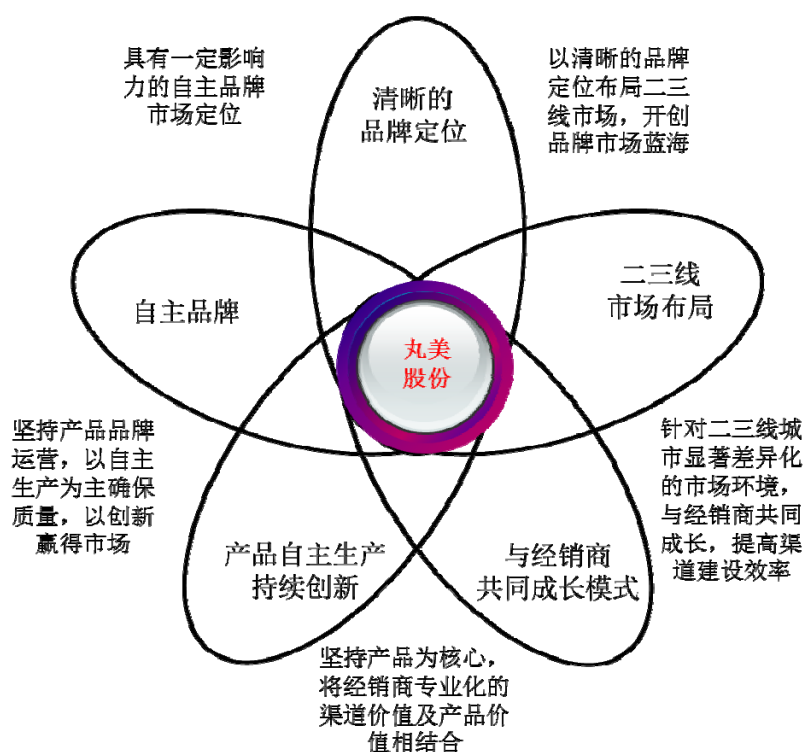 具有一定影响
力的自主品牌
市场定位
清晰的
品牌定位
以清晰的品牌
定位布局二三
线市场，开创
品牌市场蓝海
自主品牌
二三线
市场布局
丸美
股份
坚持产品品牌
运营，以自主
生产为主确保
质量，以创新
赢得市场
针对二三线城
市显著差异化
的市场环境，
与经销商共同
成长，提高渠
道建设效率
产品自主生产
持续创新
与经销商
共同成长模式
坚持产品为核心，
将经销商专业化的
渠道价值及产品价
值相结合